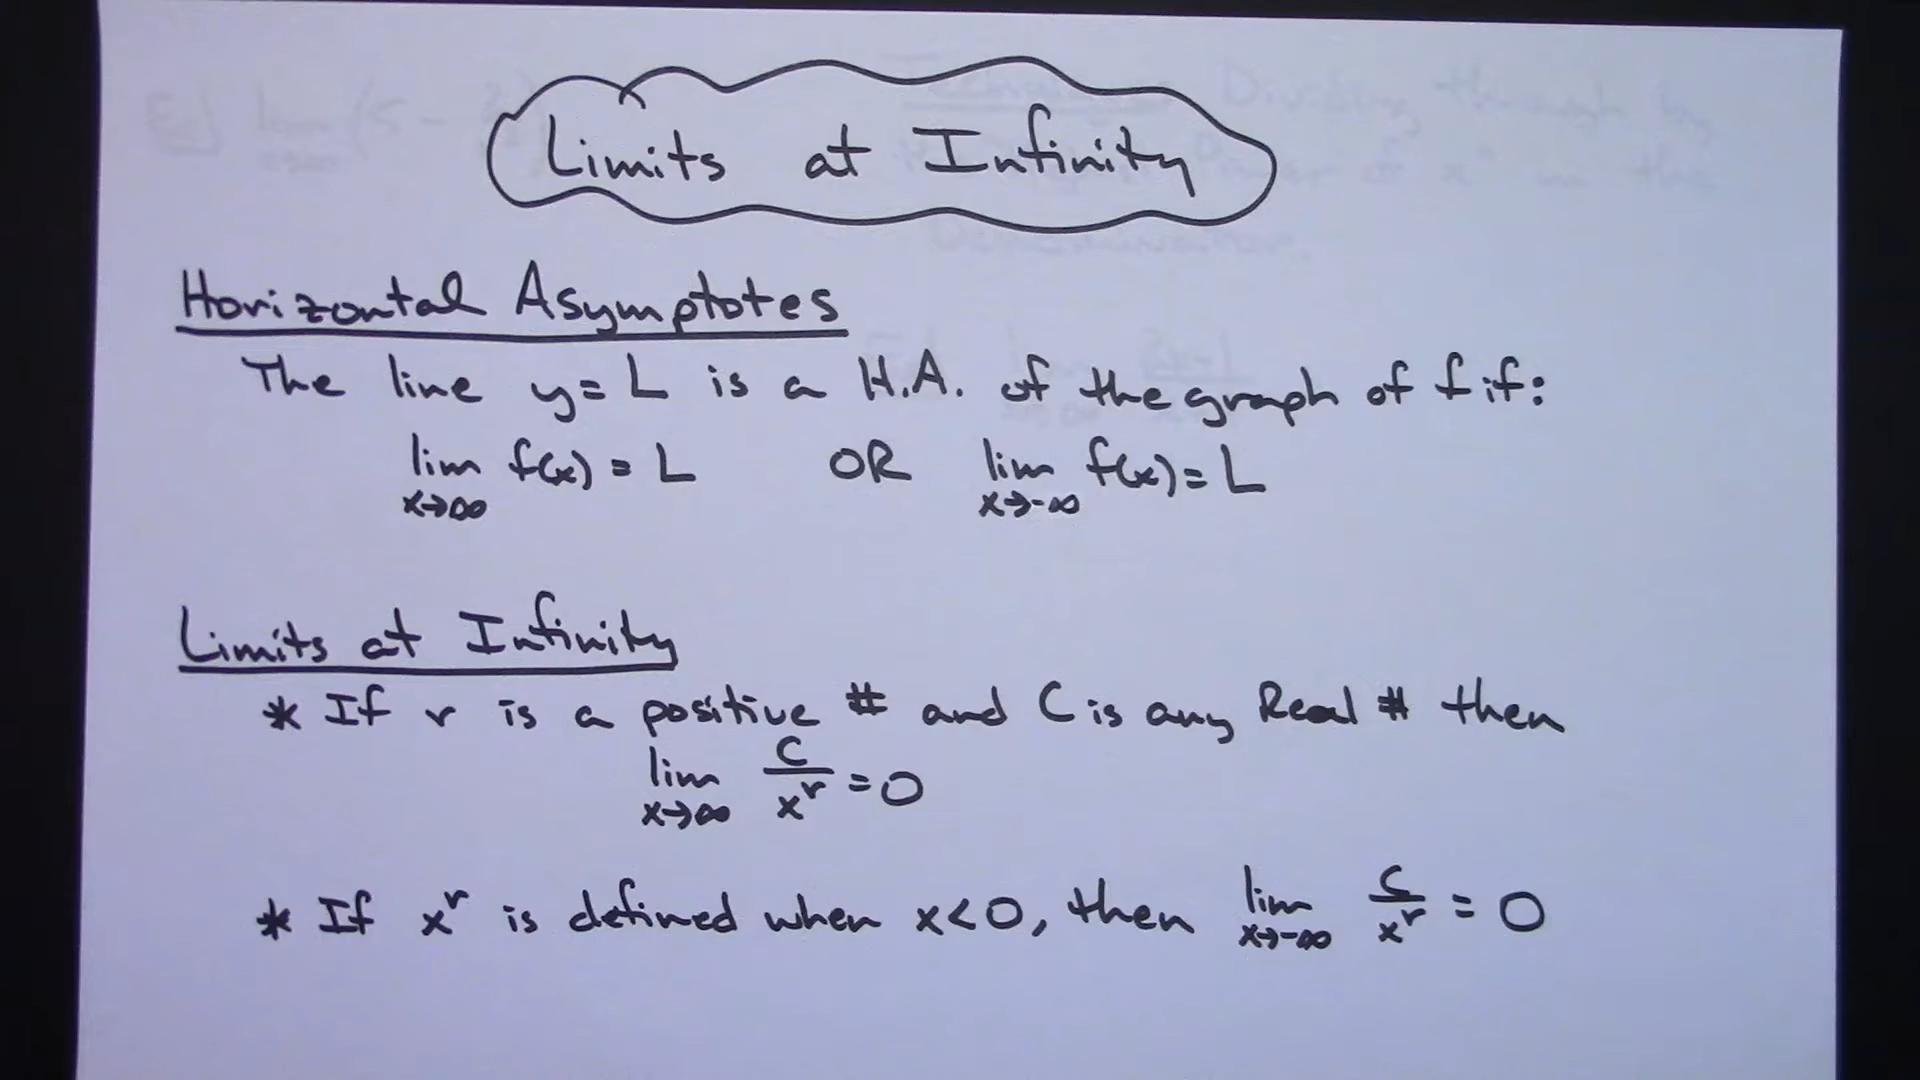 Limits at Infinity
Horizontal Asymptotes
The line y = L is a H.A. of the graph of f if:
lim x→∞ f(x) = L OR lim x→-∞ f(x) = L
Limits at Infinity
* If r is a positive # and C is any Real # then
lim x→∞ C/x^r = 0
* If x^r is defined when x<0, then lim x→-∞ C/x^r = 0